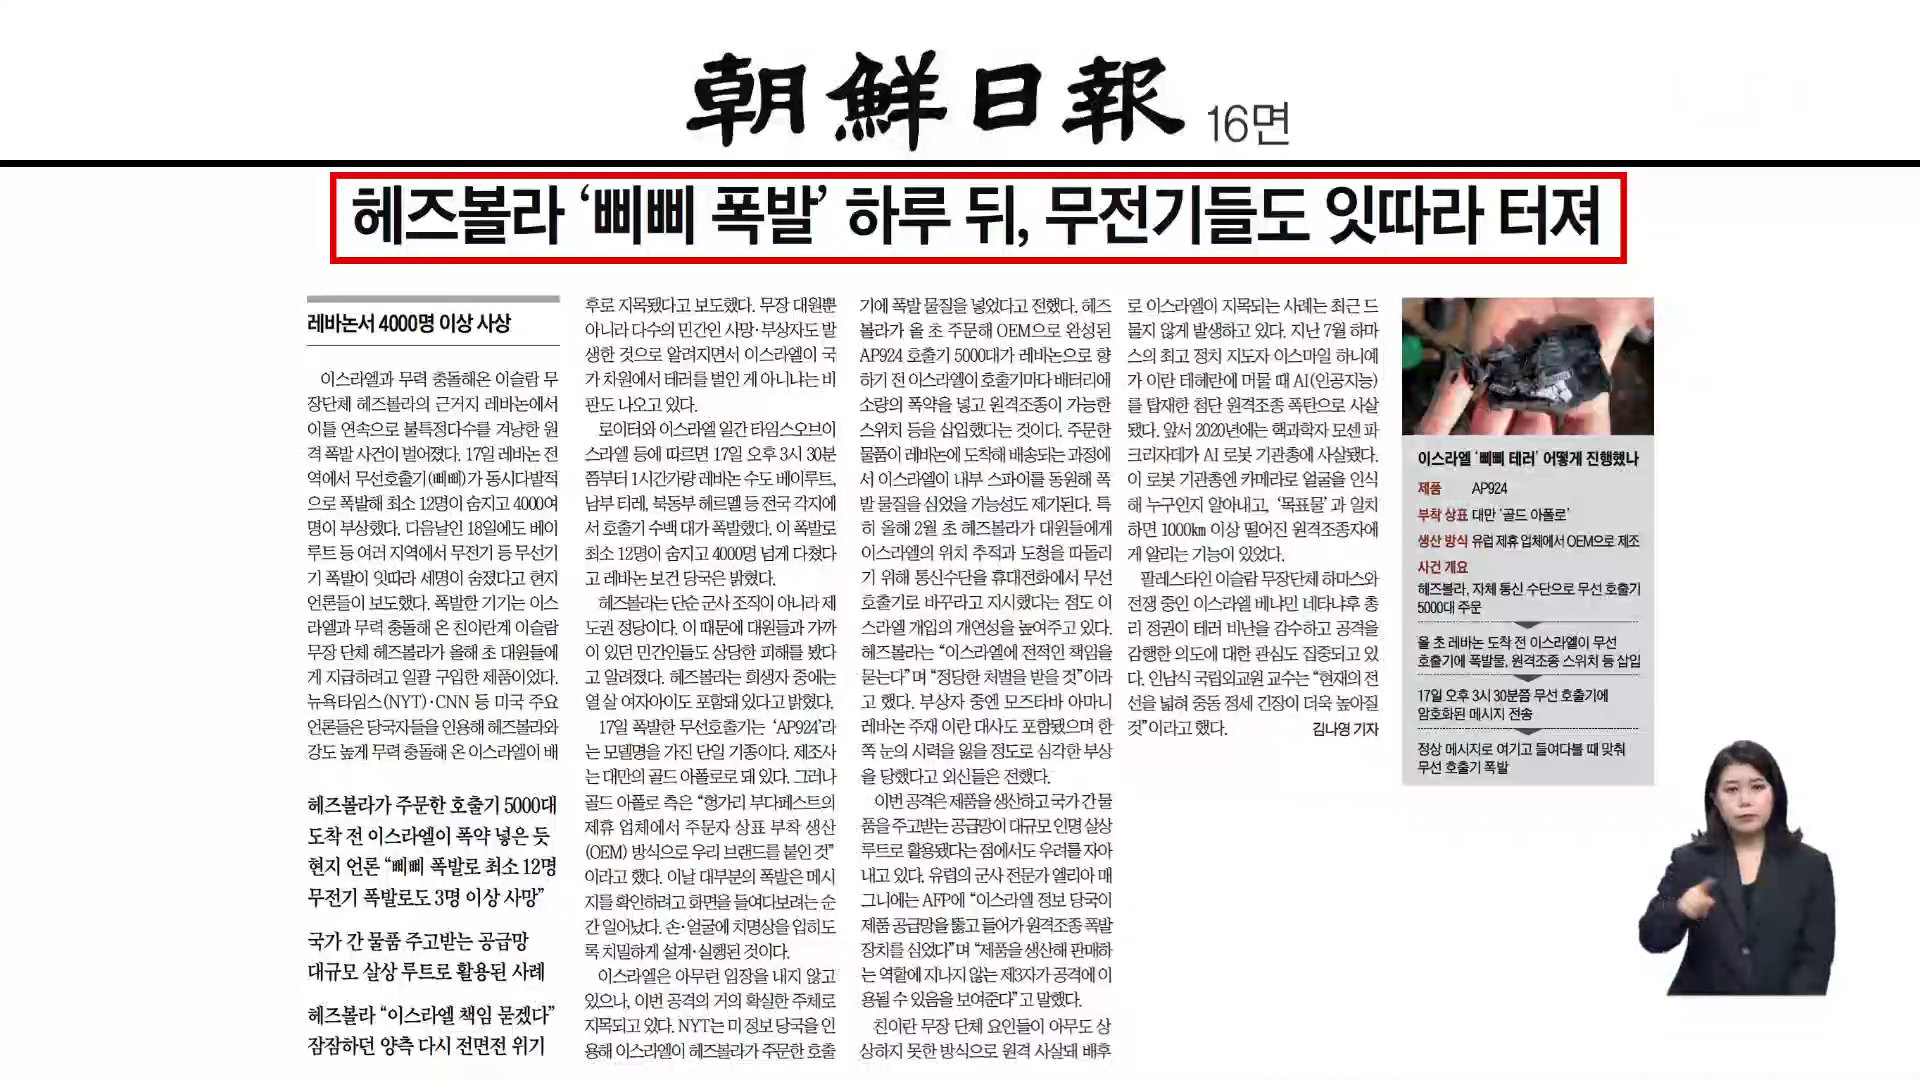 朝鮮日報 16면
헤즈볼라 ‘삐삐 폭발’ 하루 뒤, 무전기들도 잇따라 터져
레바논서 4000명 이상 사상
이스라엘과 무력 충돌해온 이슬람 무
장단체 헤즈볼라의 근거지 레바논에서
이틀 연속으로 불특정다수를 겨냥한 원
격 폭발 사건이 벌어졌다. 17일 레바논 전
역에서 무선호출기(삐삐)가 동시다발적
으로 폭발해 최소 12명이 숨지고 4000여
명이 부상했다. 다음날인 18일에도 베이
루트 등 여러 지역에서 무전기 등 무선기
기 폭발이 잇따라 세명이 숨졌다고 현지
언론들이 보도했다. 폭발한 기기는 이스
라엘과 무력 충돌해 온 친이란계 이슬람
무장 단체 헤즈볼라가 올해 초 대원들에
게 지급하려고 일괄 구입한 제품이었다.
뉴욕타임스(NYT)·CNN 등 미국 주요
언론들은 당국자들을 인용해 헤즈볼라와
강도 높게 무력 충돌해 온 이스라엘이 배
헤즈볼라가 주문한 호출기 5000대
도착 전 이스라엘이 폭약 넣은 듯
현지 언론 “삐삐 폭발로 최소 12명
무전기 폭발로도 3명 이상 사망”
국가 간 물품 주고받는 공급망
대규모 살상 루트로 활용된 사례
헤즈볼라 “이스라엘 책임 묻겠다”
잠잠하던 양측 다시 전면전 위기
후로 지목됐다고 보도했다. 무장 대원뿐
아니라 다수의 민간인 사망·부상자도 발
생한 것으로 알려지면서 이스라엘이 국
가 차원에서 테러를 벌인 게 아니냐는 비
판도 나오고 있다.
로이터와 이스라엘 일간 타임스오브이
스라엘 등에 따르면 17일 오후 3시 30분
쯤부터 1시간가량 레바논 수도 베이루트,
남부 티레, 북동부 헤르멜 등 전국 각지에
서 호출기 수백 대가 폭발했다. 이 폭발로
최소 12명이 숨지고 4000명 넘게 다쳤다
고 레바논 보건 당국은 밝혔다.
헤즈볼라는 단순 군사 조직이 아니라 제
도권 정당이다. 이 때문에 대원들과 가까
이 있던 민간인들도 상당한 피해를 봤다
고 알려졌다. 헤즈볼라는 희생자 중에는
열 살 여자아이도 포함돼 있다고 밝혔다.
17일 폭발한 무선호출기는 ‘AP924’라
는 모델명을 가진 단일 기종이다. 제조사
는 대만의 골드 아폴로로 돼 있다. 그러나
골드 아폴로 측은 “헝가리 부다페스트의
제휴 업체에서 주문자 상표 부착 생산
(OEM) 방식으로 우리 브랜드를 붙인 것”
이라고 했다. 이날 대부분의 폭발은 메시
지를 확인하려고 화면을 들여다보려는 순
간 일어났다. 손·얼굴에 치명상을 입히도
록 치밀하게 설계·실행된 것이다.
이스라엘은 아무런 입장을 내지 않고
있으나, 이번 공격의 거의 확실한 주체로
지목되고 있다. NYT는 미 정보 당국을 인
용해 이스라엘이 헤즈볼라가 주문한 호출
기에 폭발 물질을 넣었다고 전했다. 헤즈
볼라가 올 초 주문해 OEM으로 완성된
AP924 호출기 5000대가 레바논으로 향
하기 전 이스라엘이 호출기마다 배터리에
소량의 폭약을 넣고 원격조종이 가능한
스위치 등을 삽입했다는 것이다. 주문한
물품이 레바논에 도착해 배송되는 과정에
서 이스라엘이 내부 스파이를 동원해 폭
발 물질을 심었을 가능성도 제기된다. 특
히 올해 2월 초 헤즈볼라가 대원들에게
이스라엘의 위치 추적과 도청을 따돌리
기 위해 통신수단을 휴대전화에서 무선
호출기로 바꾸라고 지시했다는 점도 이
스라엘 개입의 개연성을 높여주고 있다.
헤즈볼라는 “이스라엘에 전적인 책임을
묻는다”며 “정당한 처벌을 받을 것”이라
고 했다. 부상자 중엔 모즈타바 아마니
레바논 주재 이란 대사도 포함됐으며 한
쪽 눈의 시력을 잃을 정도로 심각한 부상
을 당했다고 외신들은 전했다.
이번 공격은 제품을 생산하고 국가 간 물
품을 주고받는 공급망이 대규모 인명 살상
루트로 활용됐다는 점에서도 우려를 자아
내고 있다. 유럽의 군사 전문가 엘리아 매
그니에는 AFP에 “이스라엘 정보 당국이
제품 공급망을 뚫고 들어가 원격조종 폭발
장치를 심었다”며 “제품을 생산해 판매하
는 역할에 지나지 않는 제3자가 공격에 이
용될 수 있음을 보여준다”고 말했다.
친이란 무장 단체 요인들이 아무도 상
상하지 못한 방식으로 원격 사살돼 배후
로 이스라엘이 지목되는 사례는 최근 드
물지 않게 발생하고 있다. 지난 7월 하마
스의 최고 정치 지도자 이스마일 하니예
가 이란 테헤란에 머물 때 AI(인공지능)
를 탑재한 첨단 원격조종 폭탄으로 사살
됐다. 앞서 2020년에는 핵과학자 모센 파
크리자데가 AI 로봇 기관총에 사살됐다.
이 로봇 기관총엔 카메라로 얼굴을 인식
해 누구인지 알아내고, ‘목표물’과 일치
하면 1000㎞ 이상 떨어진 원격조종자에
게 알리는 기능이 있었다.
팔레스타인 이슬람 무장단체 하마스와
전쟁 중인 이스라엘 베냐민 네타냐후 총
리 정권이 테러 비난을 감수하고 공격을
감행한 의도에 대한 관심도 집중되고 있
다. 인남식 국립외교원 교수는 “현재의 전
선을 넓혀 중동 정세 긴장이 더욱 높아질
것”이라고 했다. 김나영 기자
이스라엘 ‘삐삐 테러’ 어떻게 진행했나
제품 AP924
부착 상표 대만 ‘골드 아폴로’
생산 방식 유럽 제휴 업체에서 OEM으로 제조
사건 개요
헤즈볼라, 자체 통신 수단으로 무선 호출기
5000대 주문
올 초 레바논 도착 전 이스라엘이 무선
호출기에 폭발물, 원격조종 스위치 등 삽입
17일 오후 3시 30분쯤 무선 호출기에
암호화된 메시지 전송
정상 메시지로 여기고 들여다볼 때 맞춰
무선 호출기 폭발